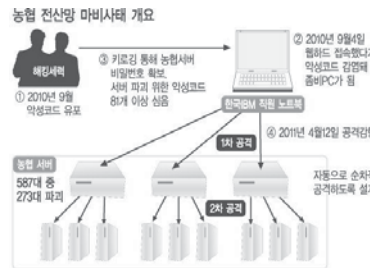 농협 전산망 마비사태 개요
해킹세력
① 2010년 9월
악성코드 유포
③ 키로깅 통해 농협서버
비밀번호 확보,
서버 파괴 위한 악성코드
81개 이상 심음
② 2010년 9월4일
웹하드 접속했다가
악성코드 감염돼
좀비PC가 됨
한국IBM 직원 노트북
1차 공격
④ 2011년 4월12일
농협 서버
587대 중
273대 파괴
2차 공격
자동으로 순차적
공격하도록